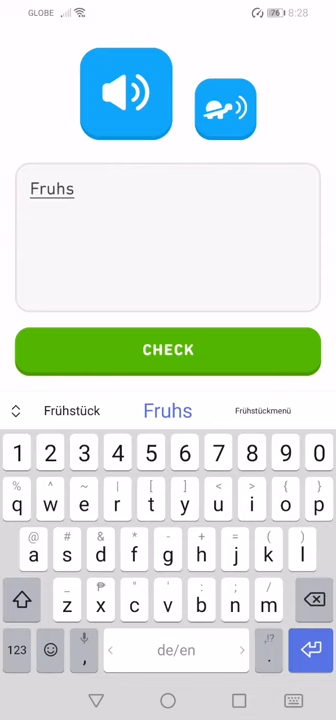 GLOBE 76 8:28
Fruhs
CHECK
Frühstück Fruhs Frühstückmenü
1 2 3 4 5 6 7 8 9 0
% ^ ~ | [ ] < > { }
q w e r t y u i o p
@ # & * - + = ( )
a s d f g h j k l
_ ₱ " ' : ; /
z x c v b n m
123 , de/en ,!? .